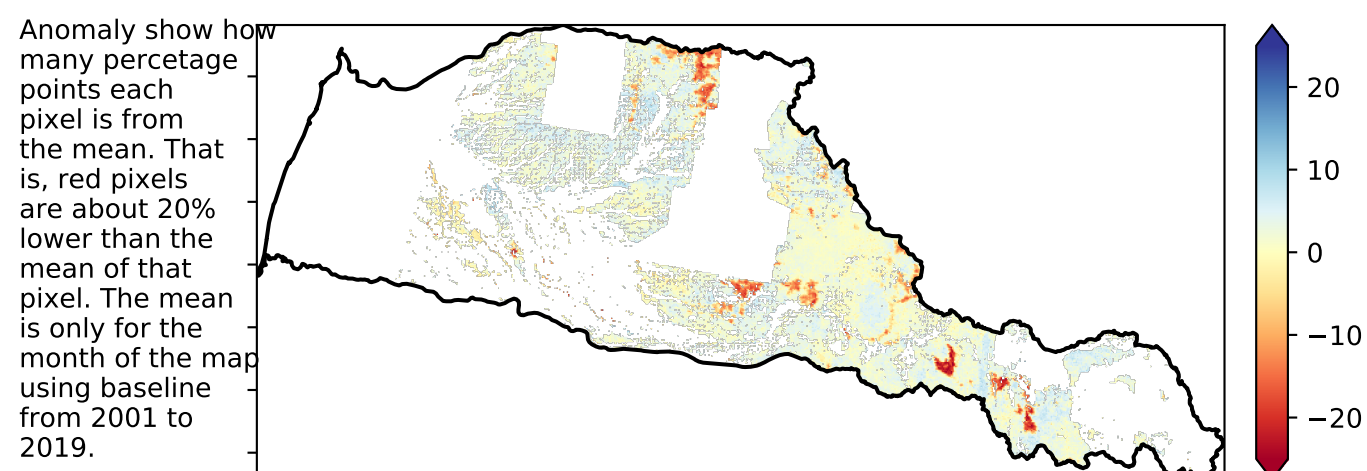 Anomaly show how
many percetage
points each
pixel is from
the mean. That
is, red pixels
are about 20%
lower than the
mean of that
pixel. The mean
is only for the
month of the map
using baseline
from 2001 to
2019.
20
10
0
−10
−20